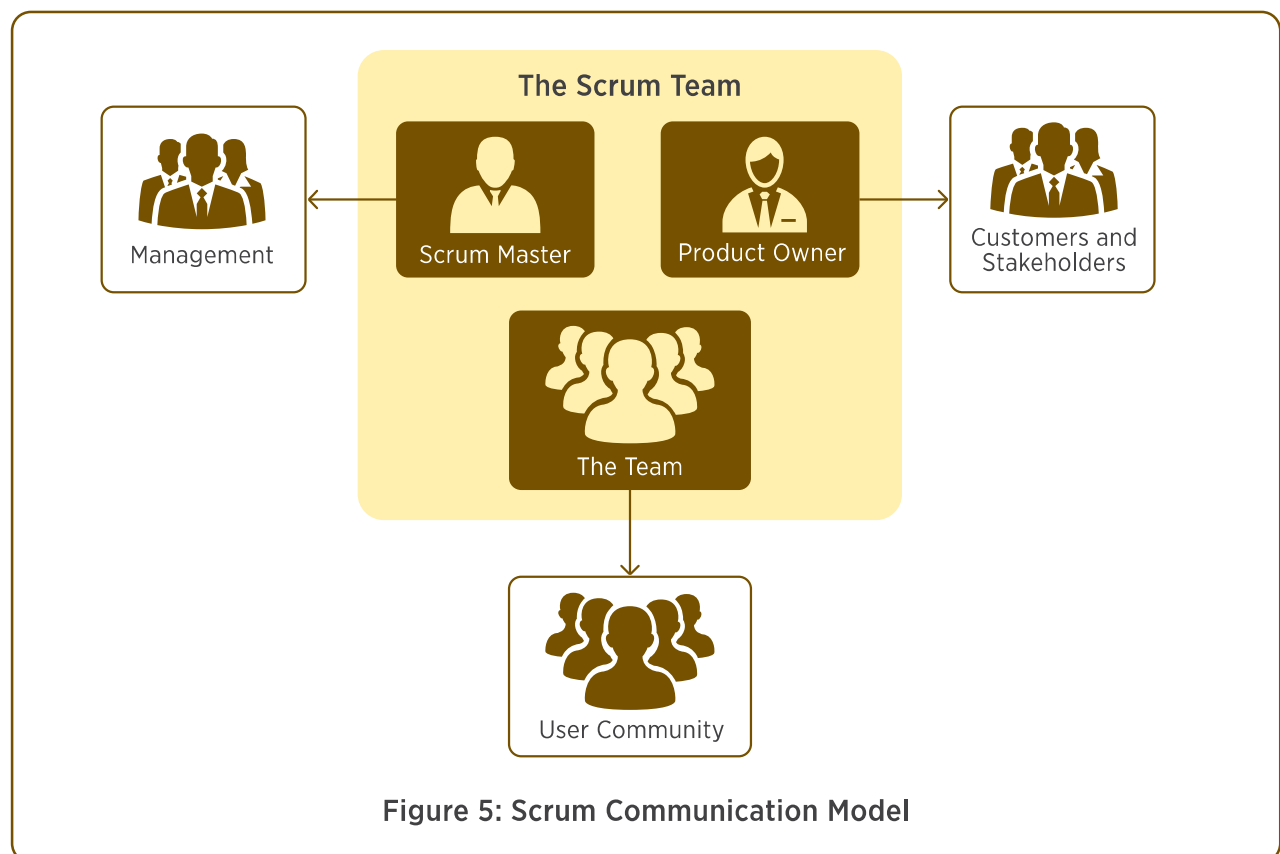 The Scrum Team
Management
Scrum Master
Product Owner
Customers and
Stakeholders
The Team
User Community
Figure 5: Scrum Communication Model